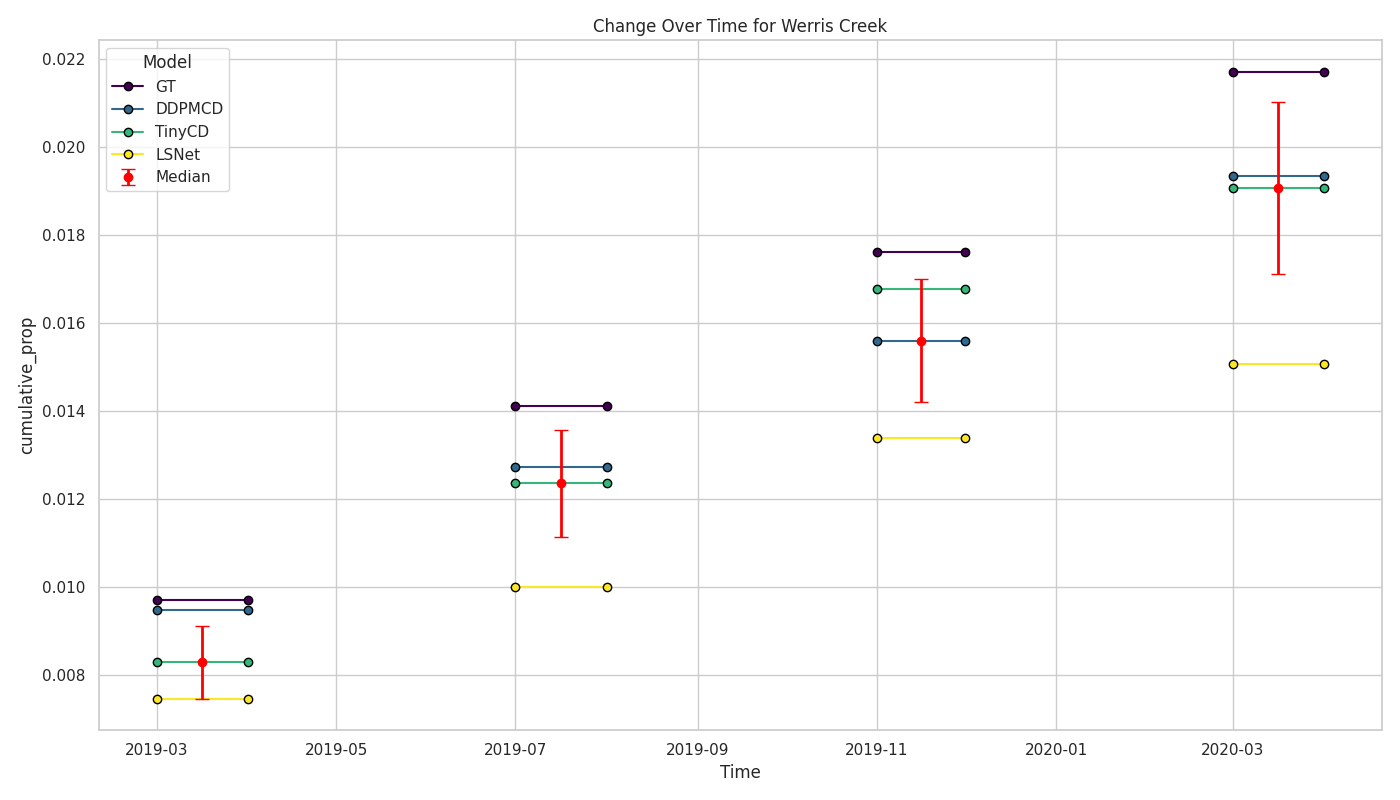 Change Over Time for Werris Creek
Model
GT
DDPMCD
TinyCD
LSNet
Median
cumulative_prop
0.022
0.020
0.018
0.016
0.014
0.012
0.010
0.008
2019-03
2019-05
2019-07
2019-09
2019-11
2020-01
2020-03
Time